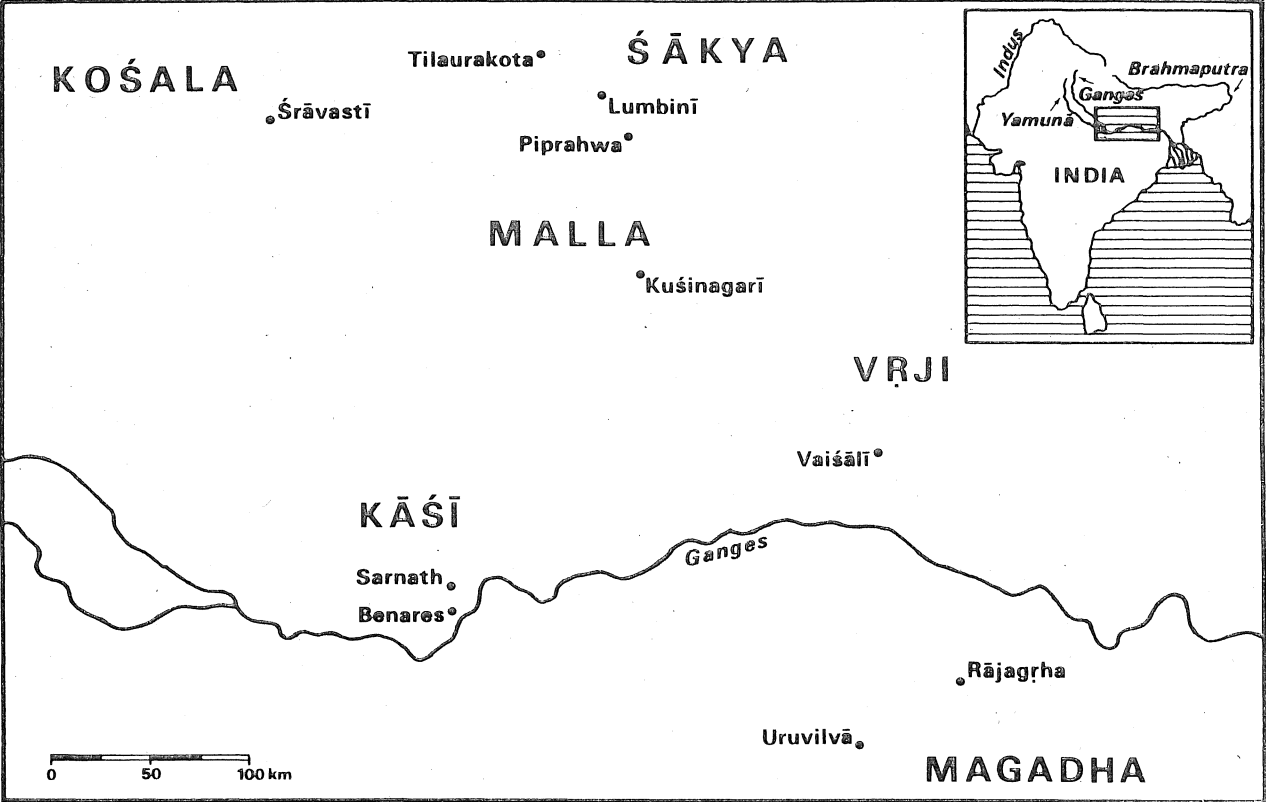 KOŚALA
Tilaurakota
ŚĀKYA
Śrāvastī
Lumbinī
Piprahwa
MALLA
Kuśinagarī
VṚJI
Vaiśālī
KĀŚĪ
Ganges
Sarnath
Benares
Rājagṛha
Uruvilvā
MAGADHA
0 50 100 km
Indus
Brahmaputra
Ganges
Yamunā
INDIA